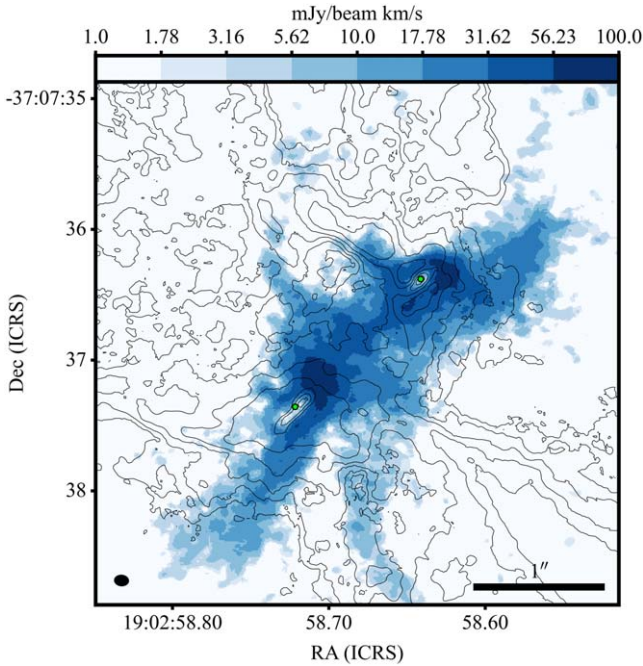 mJy/beam km/s
1.0 1.78 3.16 5.62 10.0 17.78 31.62 56.23 100.0
-37:07:35
36
Dec (ICRS)
37
38
1″
19:02:58.80 58.70 58.60
RA (ICRS)